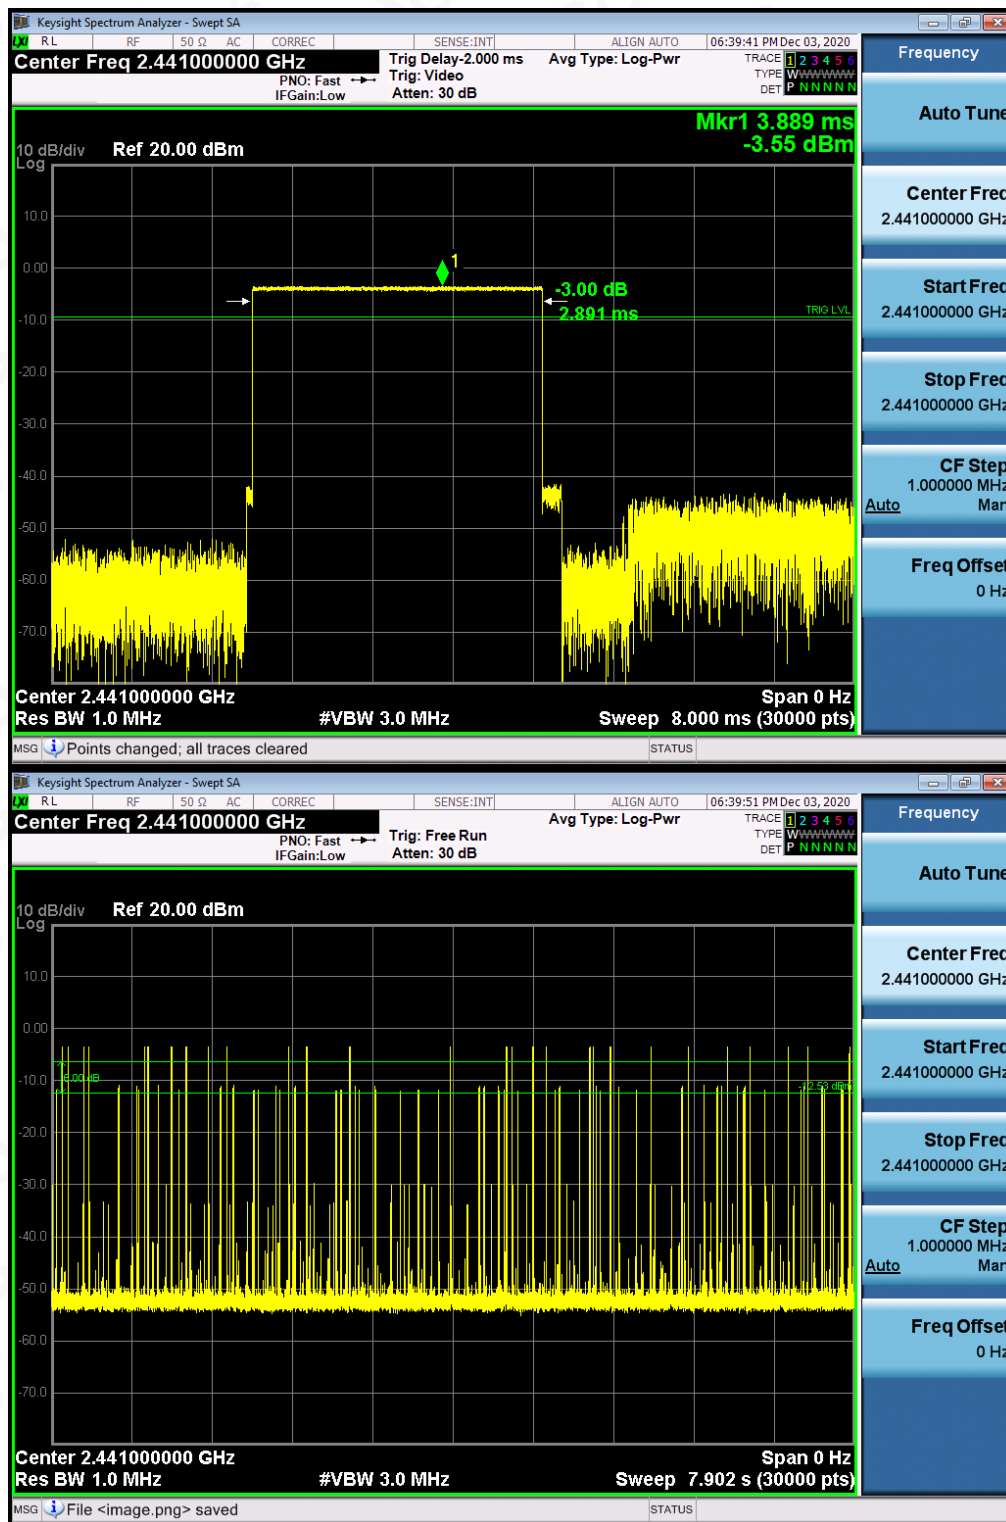 Keysight Spectrum Analyzer - Swept SA
LXI RL RF 50 Ω AC CORREC SENSE:INT ALIGN AUTO 06:39:41 PM Dec 03, 2020
Center Freq 2.441000000 GHz
PNO: Fast
IFGain:Low
Trig Delay-2.000 ms
Trig: Video
Atten: 30 dB
Avg Type: Log-Pwr
TRACE 1 2 3 4 5 6
TYPE WWWWWWW
DET P N N N N N
Mkr1 3.889 ms
-3.55 dBm
10 dB/div Ref 20.00 dBm
Log
10.0
0.00
-10.0
-20.0
-30.0
-40.0
-50.0
-60.0
-70.0
1
-3.00 dB
2.891 ms
TRIG LVL
Center 2.441000000 GHz Span 0 Hz
Res BW 1.0 MHz #VBW 3.0 MHz Sweep 8.000 ms (30000 pts)
MSG Points changed; all traces cleared STATUS
Frequency
Auto Tune
Center Freq
2.441000000 GHz
Start Freq
2.441000000 GHz
Stop Freq
2.441000000 GHz
CF Step
1.000000 MHz
Auto Man
Freq Offset
0 Hz
Keysight Spectrum Analyzer - Swept SA
LXI RL RF 50 Ω AC CORREC SENSE:INT ALIGN AUTO 06:39:51 PM Dec 03, 2020
Center Freq 2.441000000 GHz
PNO: Fast
IFGain:Low
Trig: Free Run
Atten: 30 dB
Avg Type: Log-Pwr
TRACE 1 2 3 4 5 6
TYPE WWWWWWW
DET P N N N N N
10 dB/div Ref 20.00 dBm
Log
10.0
0.00
-10.0
-20.0
-30.0
-40.0
-50.0
-60.0
-70.0
6.00 dB
-12.53 dBm
Center 2.441000000 GHz Span 0 Hz
Res BW 1.0 MHz #VBW 3.0 MHz Sweep 7.902 s (30000 pts)
MSG File <image.png> saved STATUS
Frequency
Auto Tune
Center Freq
2.441000000 GHz
Start Freq
2.441000000 GHz
Stop Freq
2.441000000 GHz
CF Step
1.000000 MHz
Auto Man
Freq Offset
0 Hz